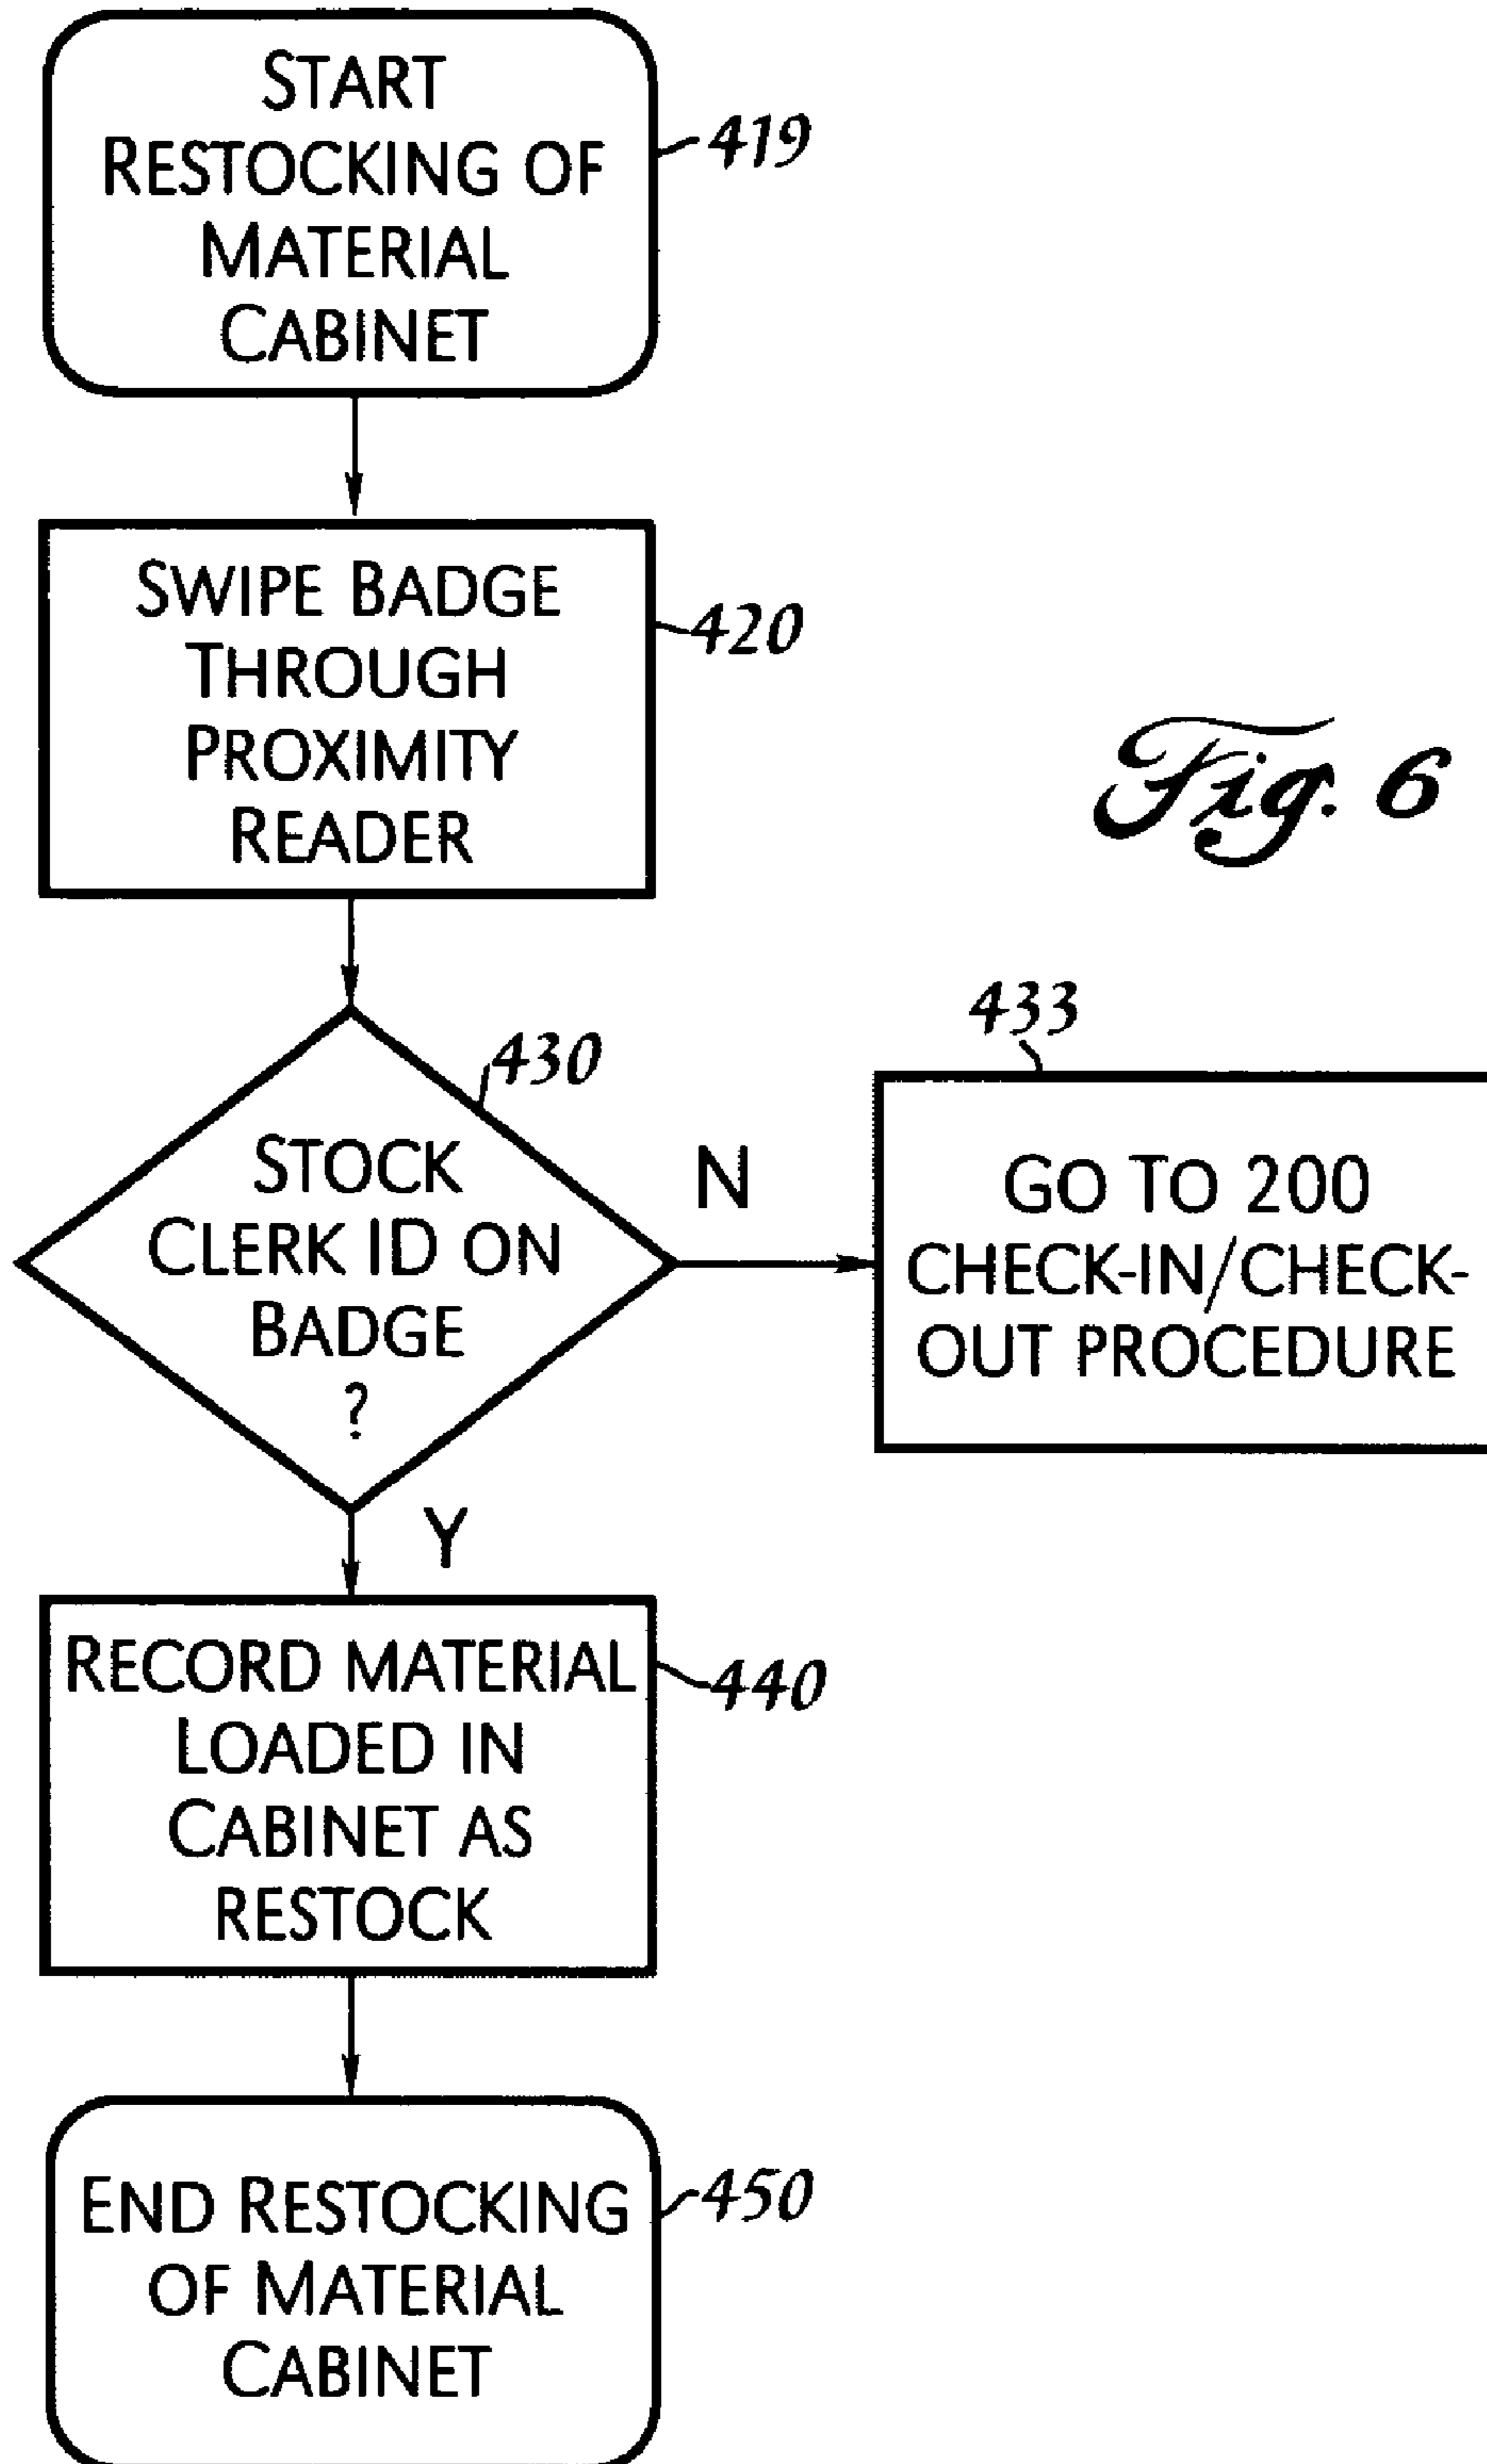 START
RESTOCKING OF
MATERIAL
CABINET
419
SWIPE BADGE
THROUGH
PROXIMITY
READER
420
Fig. 6
430
STOCK
CLERK ID ON
BADGE
?
N
433
GO TO 200
CHECK-IN/CHECK-
OUT PROCEDURE
Y
RECORD MATERIAL
LOADED IN
CABINET AS
RESTOCK
440
END RESTOCKING
OF MATERIAL
CABINET
450